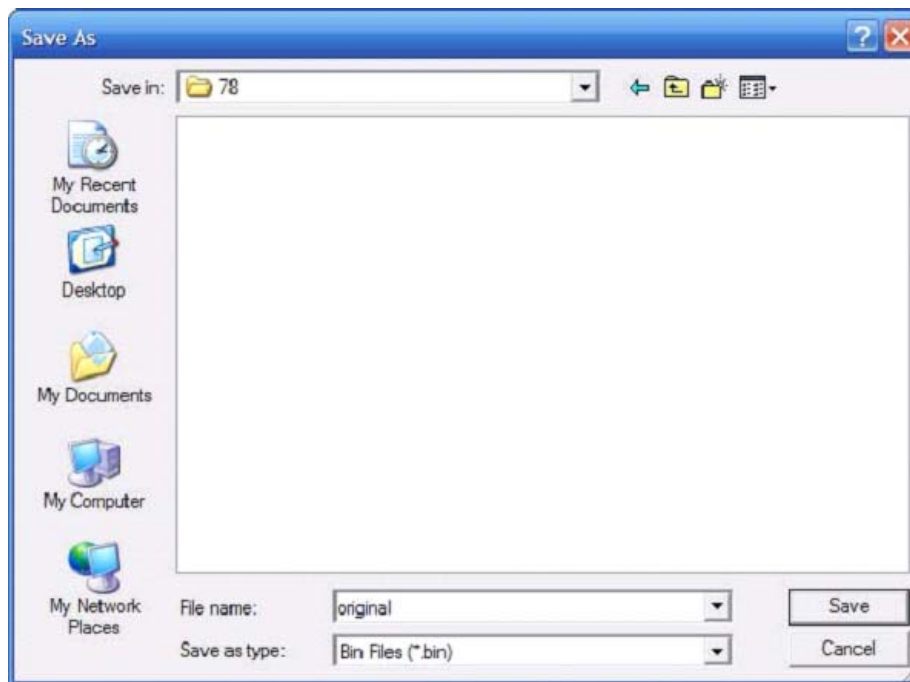 Save As
Save in:
78
My Recent
Documents
Desktop
My Documents
My Computer
My Network
Places
File name:
original
Save
Save as type:
Bin Files (*.bin)
Cancel